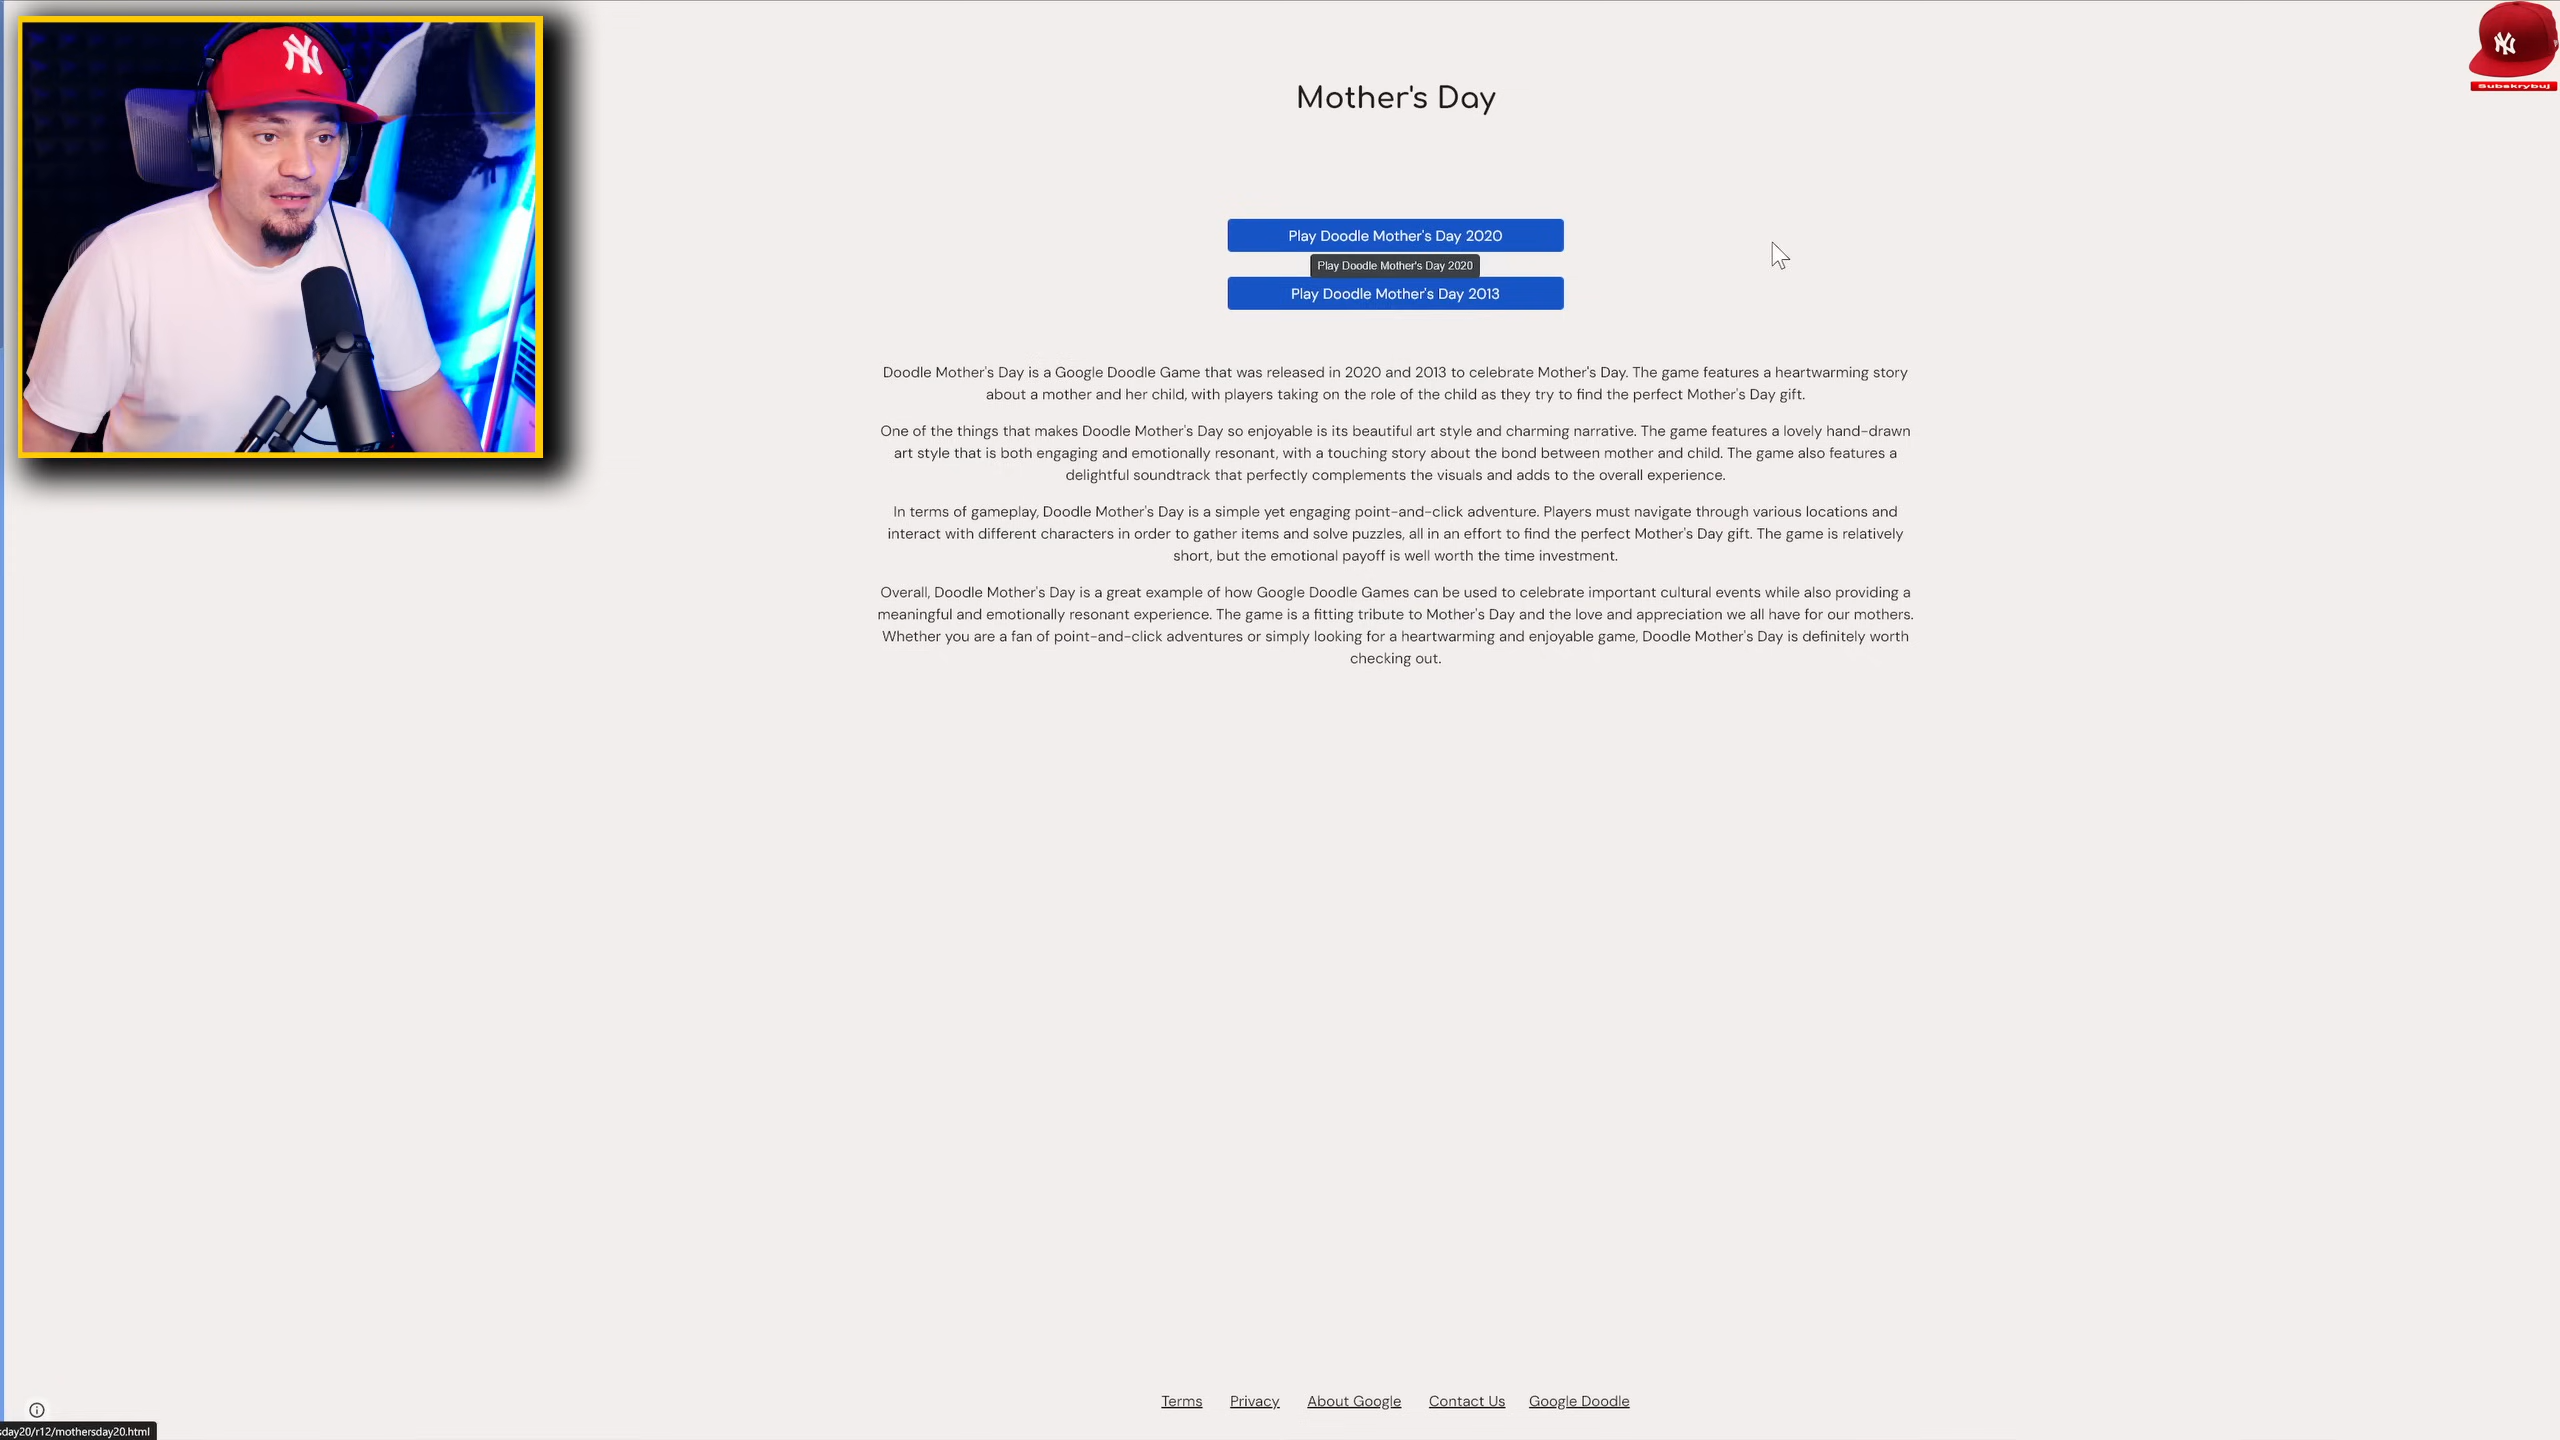 NY
NY
Subskrybuj
Mother's Day
Play Doodle Mother's Day 2020
Play Doodle Mother's Day 2020
Play Doodle Mother's Day 2013
Doodle Mother's Day is a Google Doodle Game that was released in 2020 and 2013 to celebrate Mother's Day. The game features a heartwarming story
about a mother and her child, with players taking on the role of the child as they try to find the perfect Mother's Day gift.
One of the things that makes Doodle Mother's Day so enjoyable is its beautiful art style and charming narrative. The game features a lovely hand-drawn
art style that is both engaging and emotionally resonant, with a touching story about the bond between mother and child. The game also features a
delightful soundtrack that perfectly complements the visuals and adds to the overall experience.
In terms of gameplay, Doodle Mother's Day is a simple yet engaging point-and-click adventure. Players must navigate through various locations and
interact with different characters in order to gather items and solve puzzles, all in an effort to find the perfect Mother's Day gift. The game is relatively
short, but the emotional payoff is well worth the time investment.
Overall, Doodle Mother's Day is a great example of how Google Doodle Games can be used to celebrate important cultural events while also providing a
meaningful and emotionally resonant experience. The game is a fitting tribute to Mother's Day and the love and appreciation we all have for our mothers.
Whether you are a fan of point-and-click adventures or simply looking for a heartwarming and enjoyable game, Doodle Mother's Day is definitely worth
checking out.
Terms Privacy About Google Contact Us Google Doodle
sday20/r12/mothersday20.html